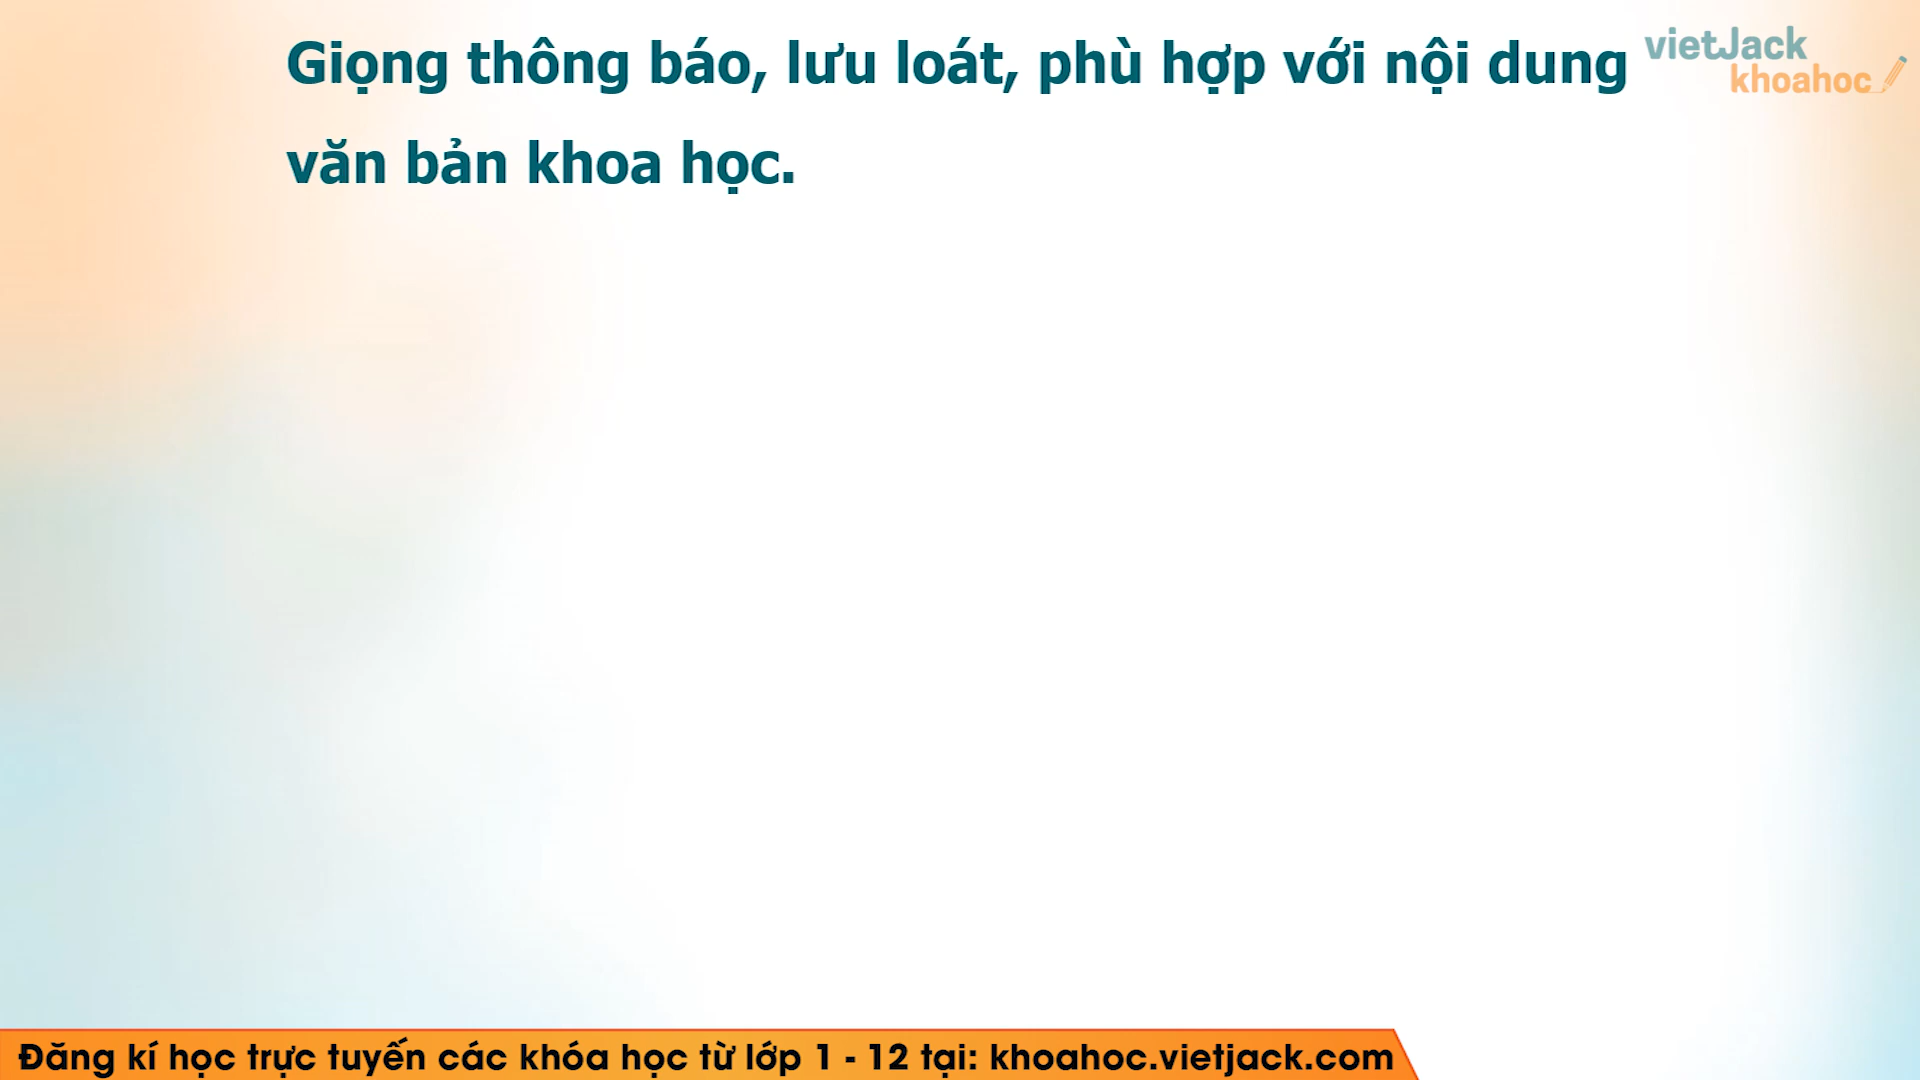 Giọng thông báo, lưu loát, phù hợp với nội dung
văn bản khoa học.
vietJack
khoahoc
Đăng kí học trực tuyến các khóa học từ lớp 1 - 12 tại: khoahoc.vietjack.com